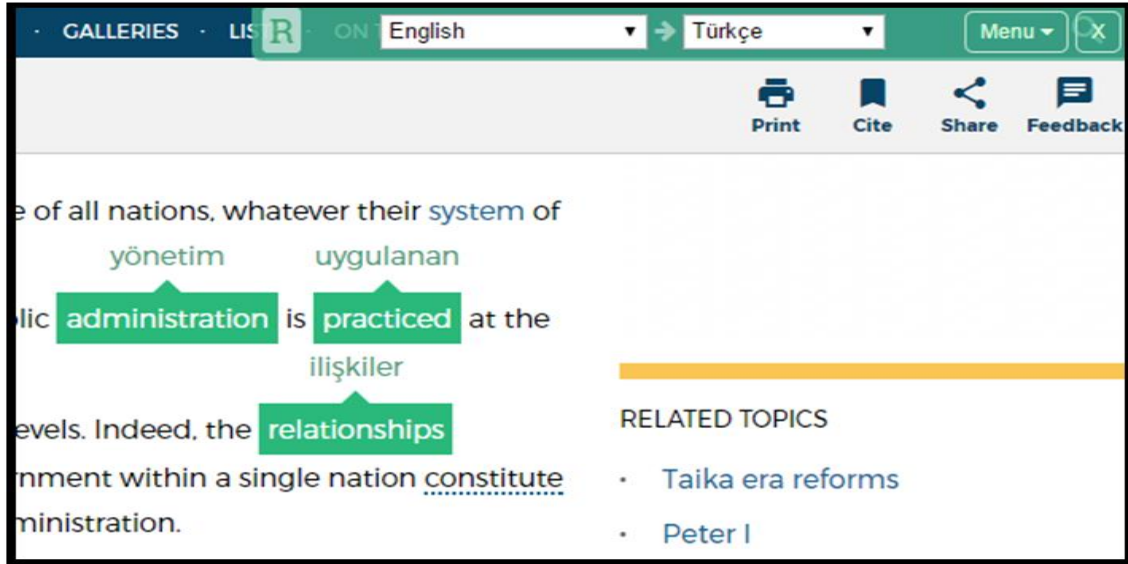 · GALLERIES · LIS R · ON English → Türkçe Menu X
Print Cite Share Feedback
e of all nations, whatever their system of
yönetim uygulanan
lic administration is practiced at the
ilişkiler
evels. Indeed, the relationships
rnment within a single nation constitute
ministration.
RELATED TOPICS
· Taika era reforms
· Peter I